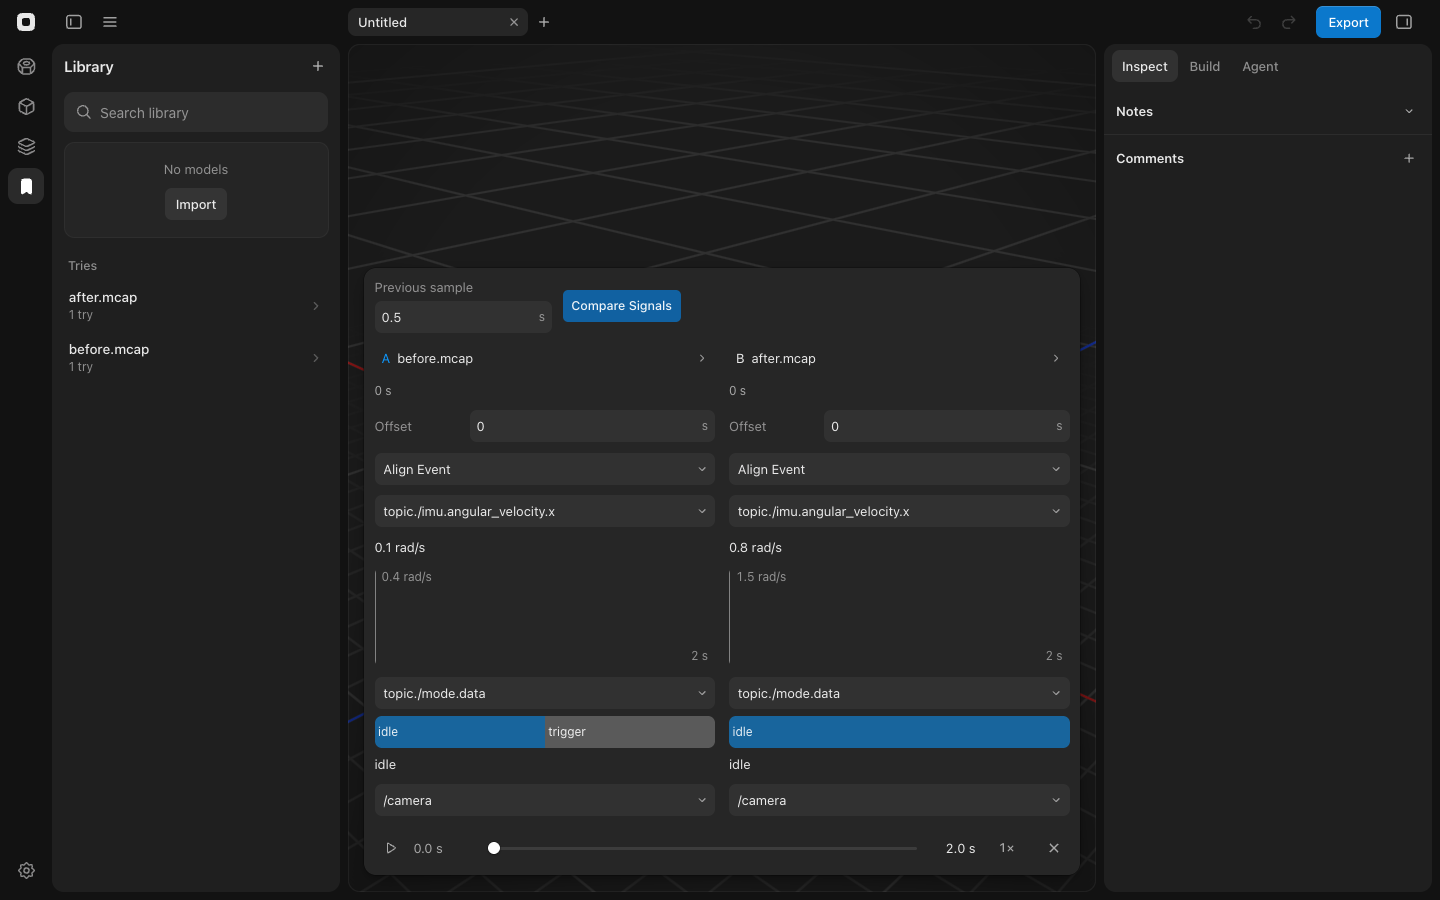 Untitled
Export
Library
Search library
No models
Import
Tries
after.mcap
1 try
before.mcap
1 try
Previous sample
0.5 s
Compare Signals
A before.mcap
0 s
Offset 0 s
Align Event
topic./imu.angular_velocity.x
0.1 rad/s
0.4 rad/s
2 s
topic./mode.data
idle trigger
idle
/camera
B after.mcap
0 s
Offset 0 s
Align Event
topic./imu.angular_velocity.x
0.8 rad/s
1.5 rad/s
2 s
topic./mode.data
idle
idle
/camera
0.0 s 2.0 s 1×
Inspect Build Agent
Notes
Comments